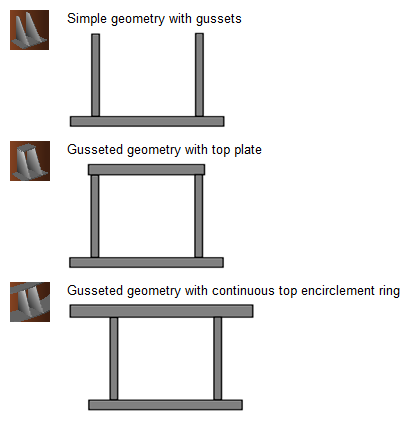 Simple geometry with gussets
Gusseted geometry with top plate
Gusseted geometry with continuous top encirclement ring